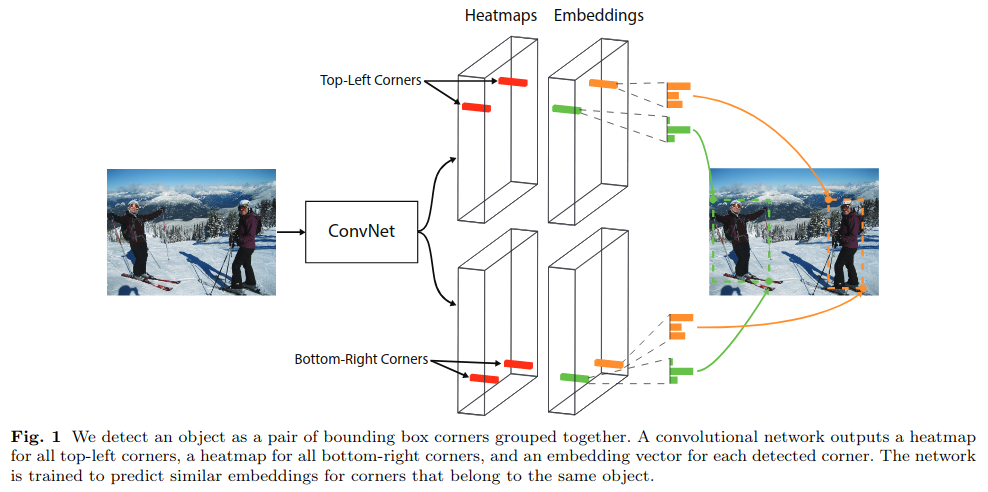 Heatmaps Embeddings
Top-Left Corners
ConvNet
Bottom-Right Corners
Fig. 1 We detect an object as a pair of bounding box corners grouped together. A convolutional network outputs a heatmap
for all top-left corners, a heatmap for all bottom-right corners, and an embedding vector for each detected corner. The network
is trained to predict similar embeddings for corners that belong to the same object.